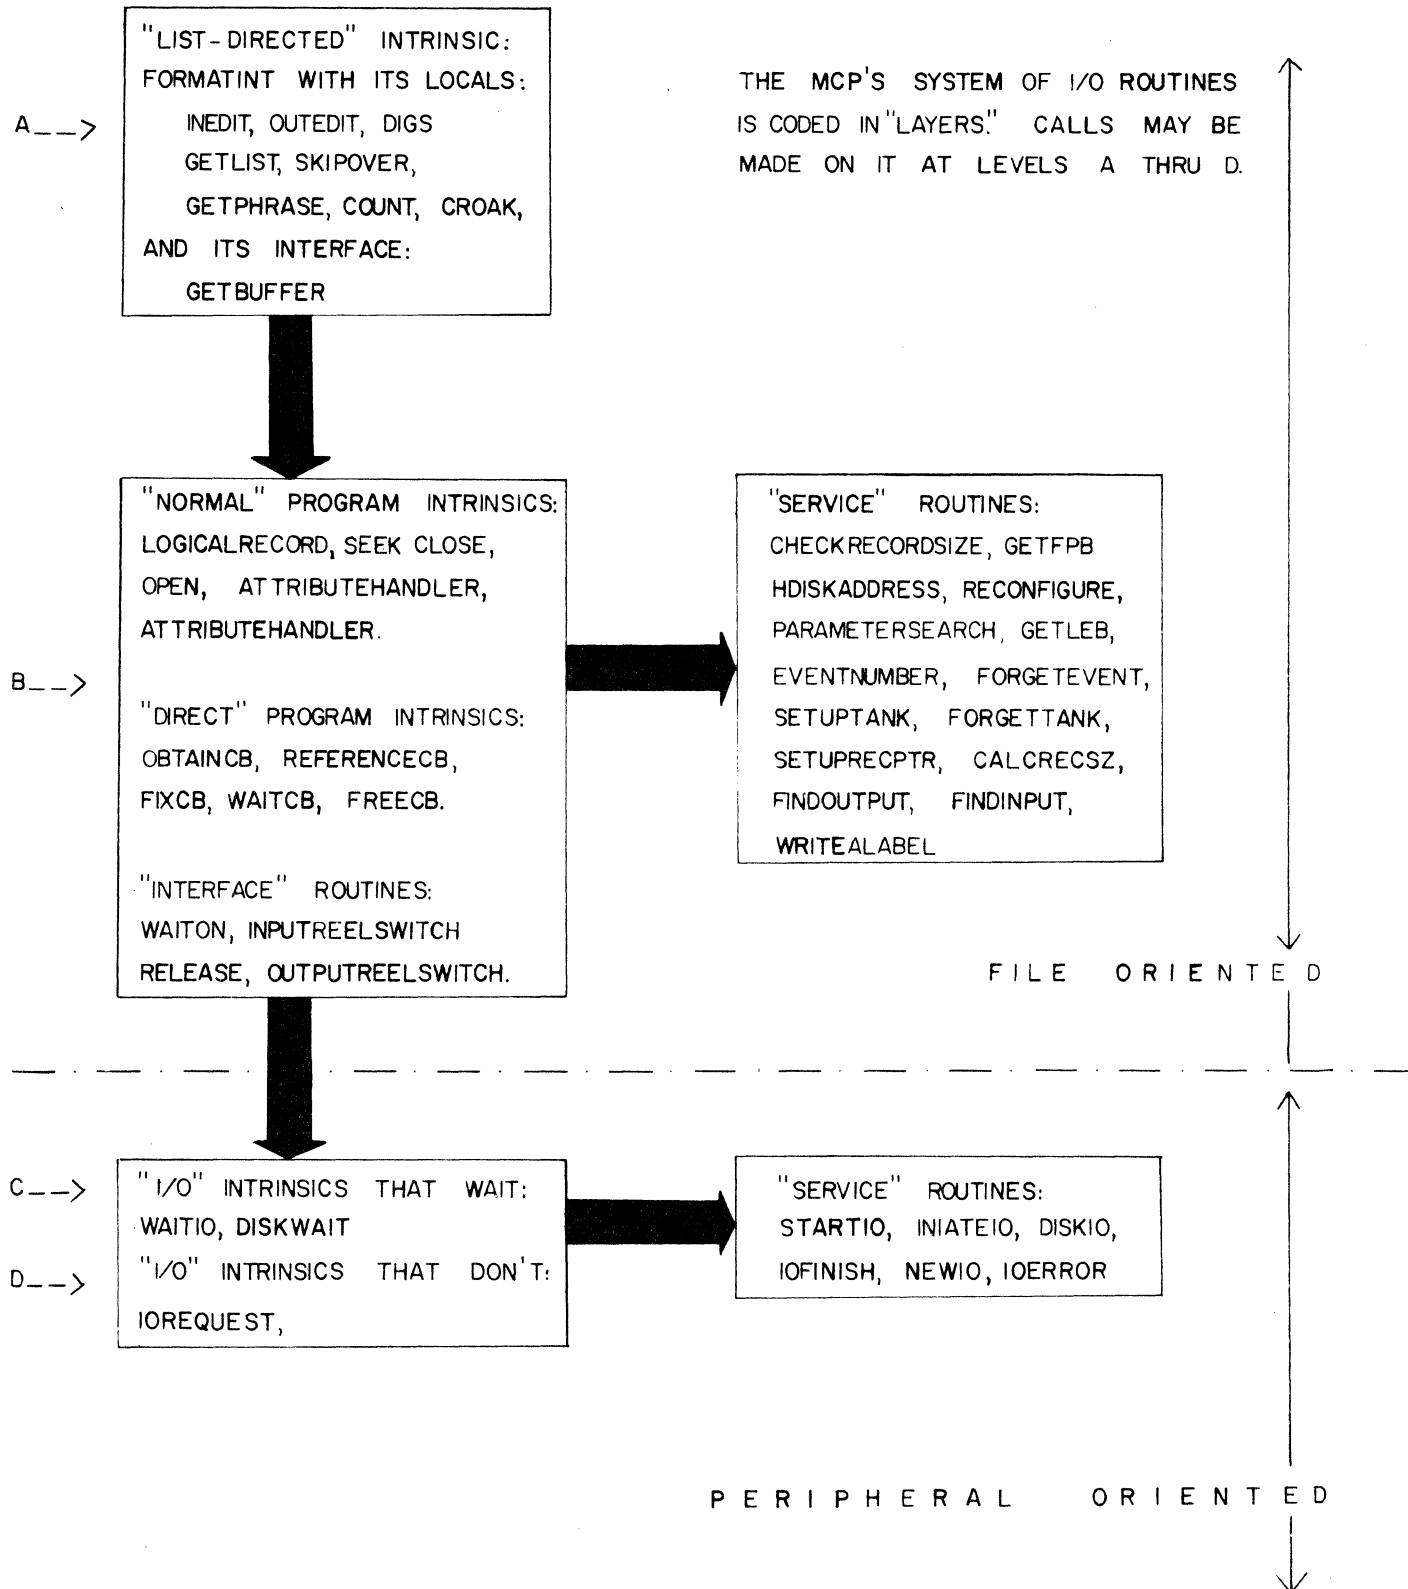 "LIST-DIRECTED" INTRINSIC:
FORMATINT WITH ITS LOCALS:
INEDIT, OUTEDIT, DIGS
GETLIST, SKIPOVER,
GETPHRASE, COUNT, CROAK,
AND ITS INTERFACE:
GETBUFFER
A__>
THE MCP'S SYSTEM OF I/O ROUTINES
IS CODED IN "LAYERS." CALLS MAY BE
MADE ON IT AT LEVELS A THRU D.
"NORMAL" PROGRAM INTRINSICS:
LOGICALRECORD, SEEK CLOSE,
OPEN, ATTRIBUTEHANDLER,
ATTRIBUTEHANDLER.
B__>
"DIRECT" PROGRAM INTRINSICS:
OBTAINCB, REFERENCECB,
FIXCB, WAITCB, FREECB.
"INTERFACE" ROUTINES:
WAITON, INPUTREELSWITCH
RELEASE, OUTPUTREELSWITCH.
"SERVICE" ROUTINES:
CHECKRECORDSIZE, GETFPB
HDISKADDRESS, RECONFIGURE,
PARAMETERSEARCH, GETLEB,
EVENTNUMBER, FORGETEVENT,
SETUPTANK, FORGETTANK,
SETUPRECPTR, CALCRECSZ,
FINDOUTPUT, FINDINPUT,
WRITEALABEL
FILE ORIENTED
C__>
"I/O" INTRINSICS THAT WAIT:
WAITIO, DISKWAIT
D__>
"I/O" INTRINSICS THAT DON'T:
IOREQUEST,
"SERVICE" ROUTINES:
STARTIO, INIATEIO, DISKIO,
IOFINISH, NEWIO, IOERROR
PERIPHERAL ORIENTED